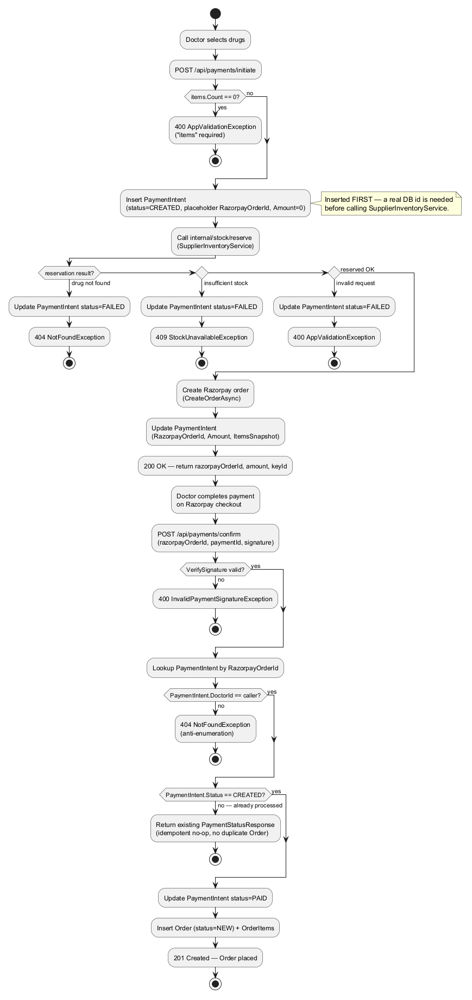 Doctor selects drugs
POST /api/payments/initiate
items.Count == 0?
no
yes
400 AppValidationException
("items" required)
Insert PaymentIntent
(status=CREATED, placeholder RazorpayOrderId, Amount=0)
Inserted FIRST — a real DB id is needed
before calling SupplierInventoryService.
Call internal/stock/reserve
(SupplierInventoryService)
reservation result?
drug not found
insufficient stock
invalid request
reserved OK
Update PaymentIntent status=FAILED
404 NotFoundException
Update PaymentIntent status=FAILED
409 StockUnavailableException
Update PaymentIntent status=FAILED
400 AppValidationException
Create Razorpay order
(CreateOrderAsync)
Update PaymentIntent
(RazorpayOrderId, Amount, ItemsSnapshot)
200 OK — return razorpayOrderId, amount, keyId
Doctor completes payment
on Razorpay checkout
POST /api/payments/confirm
(razorpayOrderId, paymentId, signature)
VerifySignature valid?
yes
no
400 InvalidPaymentSignatureException
Lookup PaymentIntent by RazorpayOrderId
PaymentIntent.DoctorId == caller?
yes
no
404 NotFoundException
(anti-enumeration)
PaymentIntent.Status == CREATED?
yes
no — already processed
Return existing PaymentStatusResponse
(idempotent no-op, no duplicate Order)
Update PaymentIntent status=PAID
Insert Order (status=NEW) + OrderItems
201 Created — Order placed